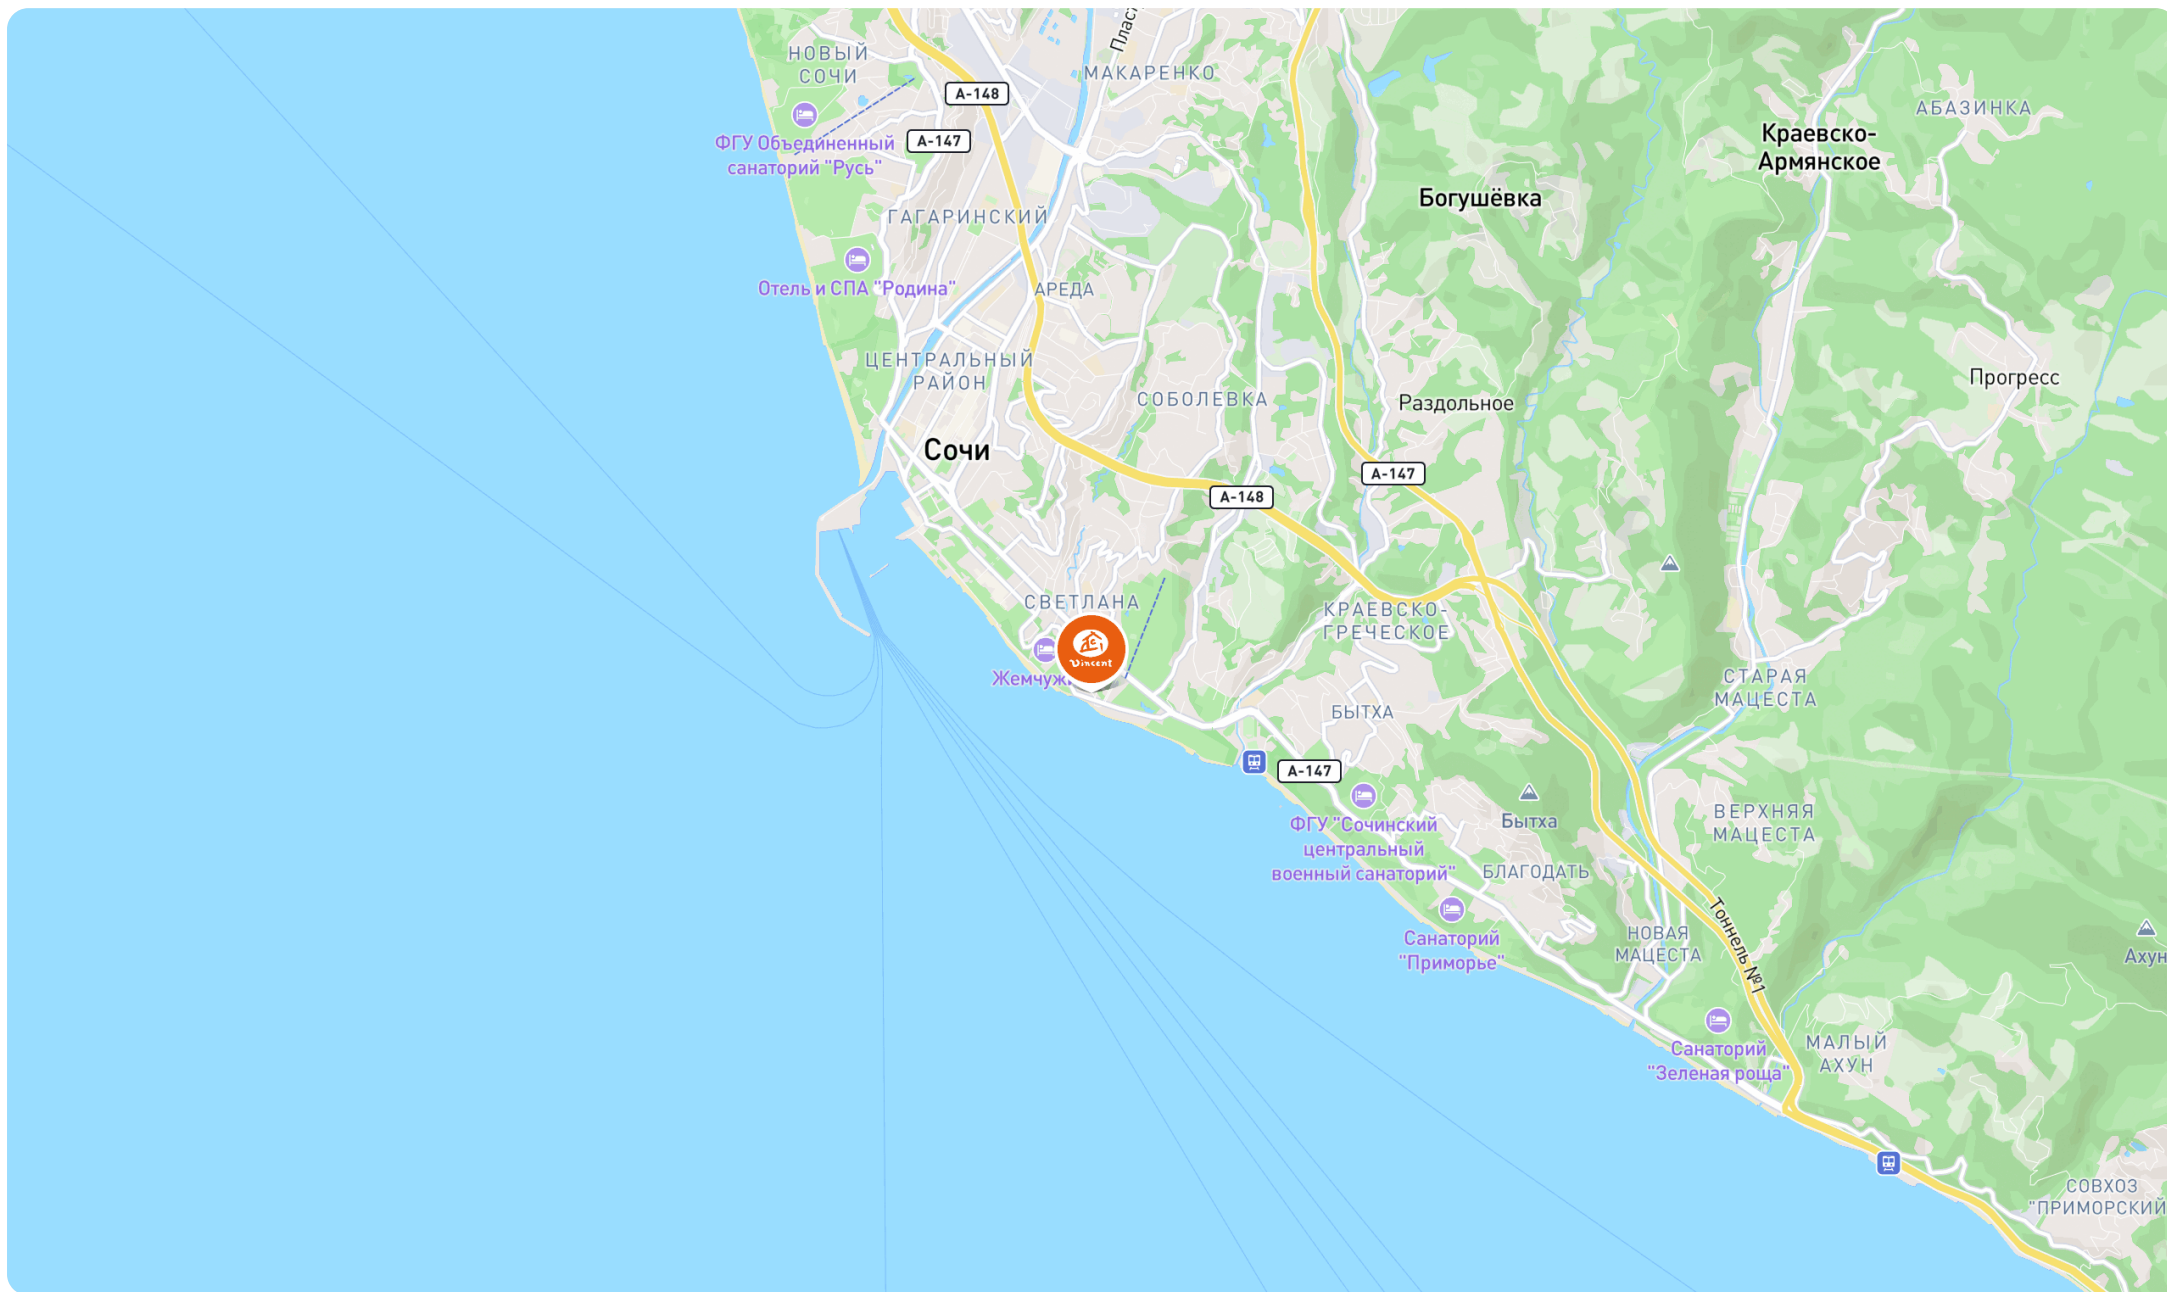 Пласт
НОВЫЙ
СОЧИ
МАКАРЕНКО
А-148
АБАЗИНКА
Краевско-
Армянское
А-147
ФГУ Объединенный
санаторий "Русь"
Богушёвка
ГАГАРИНСКИЙ
Отель и СПА "Родина"
АРЕДА
ЦЕНТРАЛЬНЫЙ
РАЙОН
Прогресс
СОБОЛЕВКА
Раздольное
Сочи
А-147
А-148
СВЕТЛАНА
КРАЕВСКО-
ГРЕЧЕСКОЕ
Vincent
Жемчуж
СТАРАЯ
МАЦЕСТА
БЫТХА
А-147
ВЕРХНЯЯ
МАЦЕСТА
Бытха
ФГУ "Сочинский
центральный
военный санаторий"
БЛАГОДАТЬ
Тоннель №1
Санаторий
"Приморье"
НОВАЯ
МАЦЕСТА
Ахун
МАЛЫЙ
АХУН
Санаторий
"Зеленая роща"
СОВХОЗ
"ПРИМОРСКИЙ